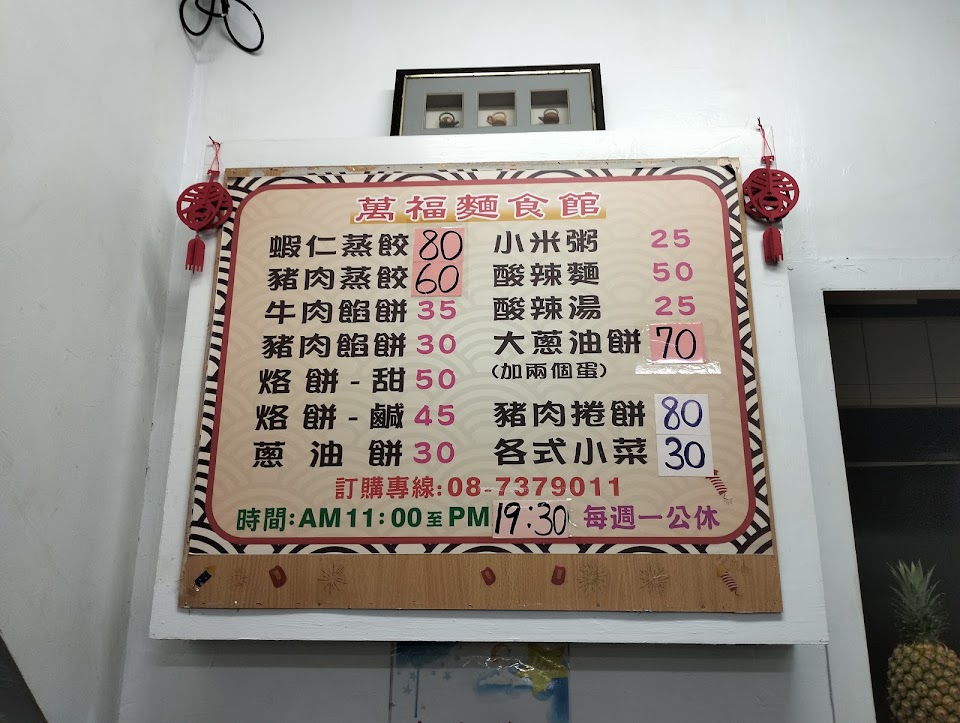 萬福麵食館
蝦仁蒸餃 80
豬肉蒸餃 60
牛肉餡餅 35
豬肉餡餅 30
烙餅-甜 50
烙餅-鹹 45
蔥油餅 30
小米粥 25
酸辣麵 50
酸辣湯 25
大蔥油餅 70
(加兩個蛋)
豬肉捲餅 80
各式小菜 30
訂購專線:08-7379011
時間:AM11:00至PM19:30 每週一公休